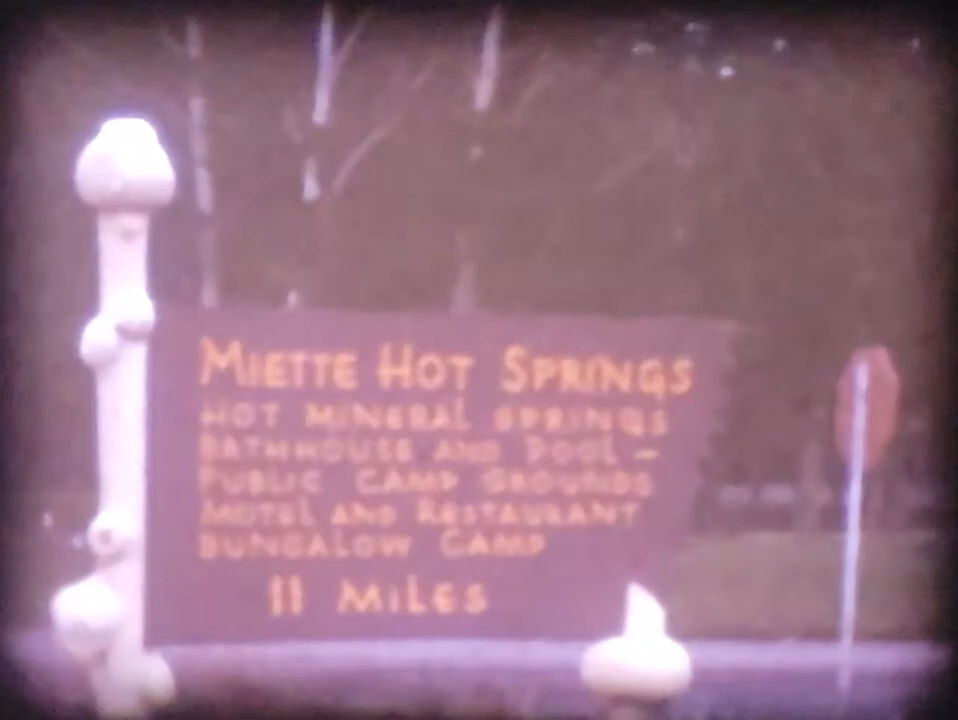 MIETTE HOT SPRINGS
HOT MINERAL SPRINGS
BATHHOUSE AND POOL –
PUBLIC CAMP GROUNDS
MOTEL AND RESTAURANT
BUNGALOW CAMP
11 MILES